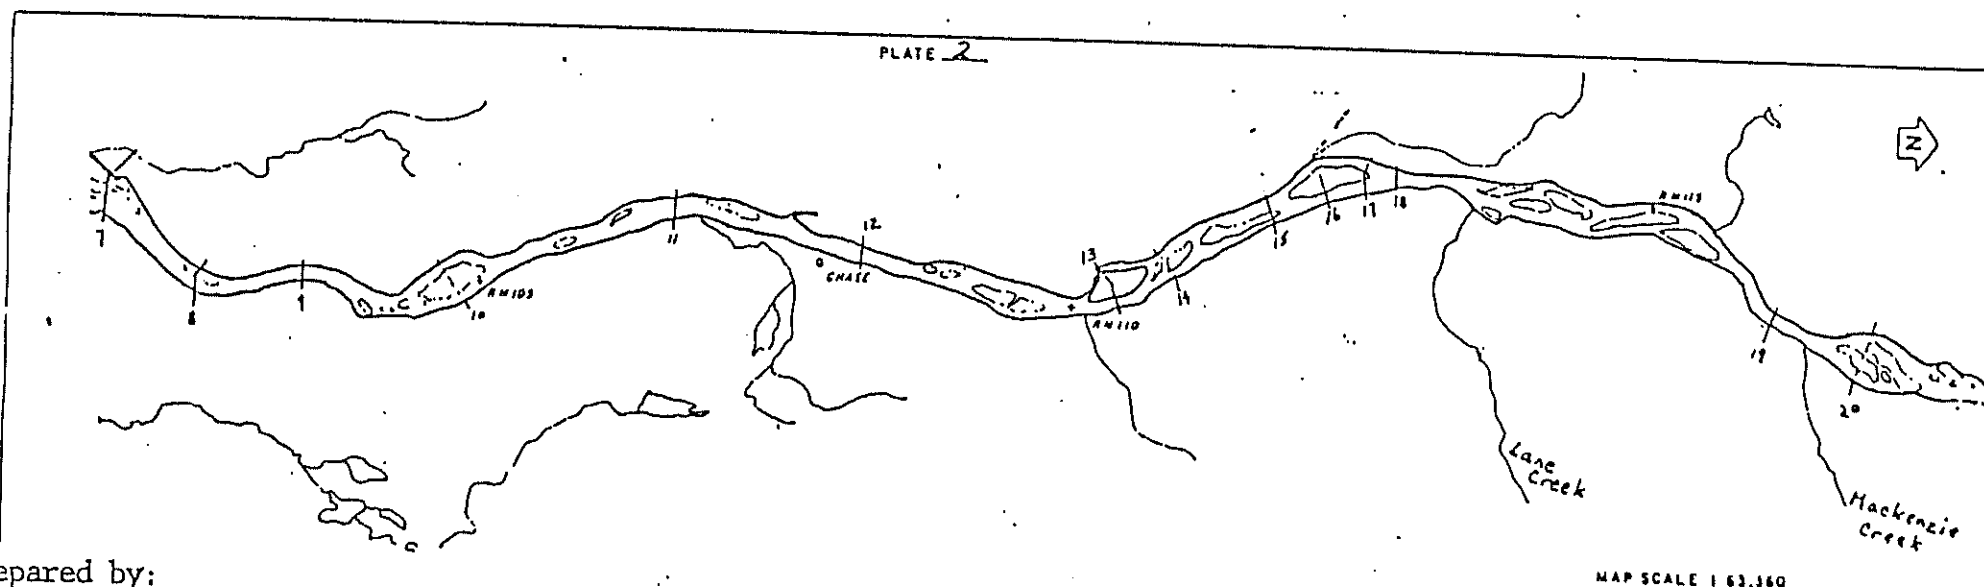 PLATE 2
N
7
8
9
10
RM105
11
12
CHASE
13
RM110
14
15
16
17
18
RM115
19
20
Lane
Creek
Mackenzie
Creek
epared by:
MAP SCALE 1 63,360